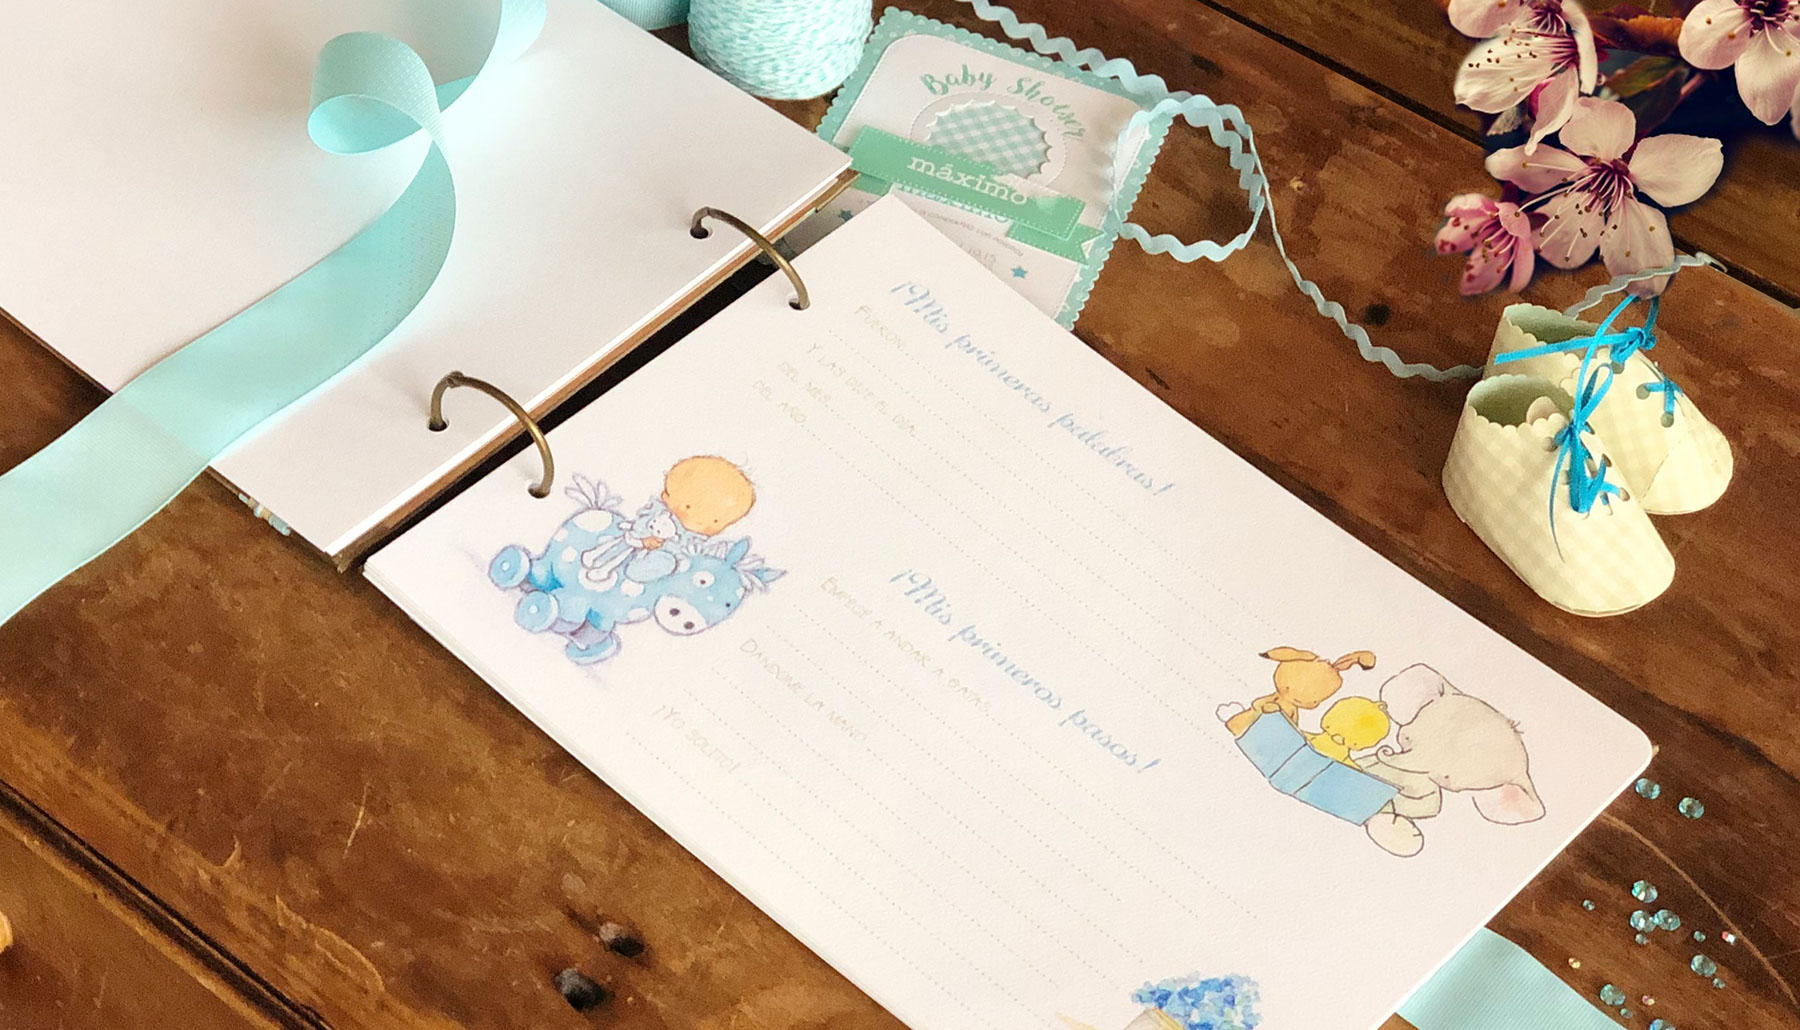 Baby Shower
máximo
¡Mis primeras palabras!
FUERON:
Y LAS DIJE EL DÍA
DEL MES
DEL AÑO
¡Mis primeros pasos!
EMPECÉ A ANDAR A GATAS
DÁNDOME LA MANO
¡YO SOLITO!